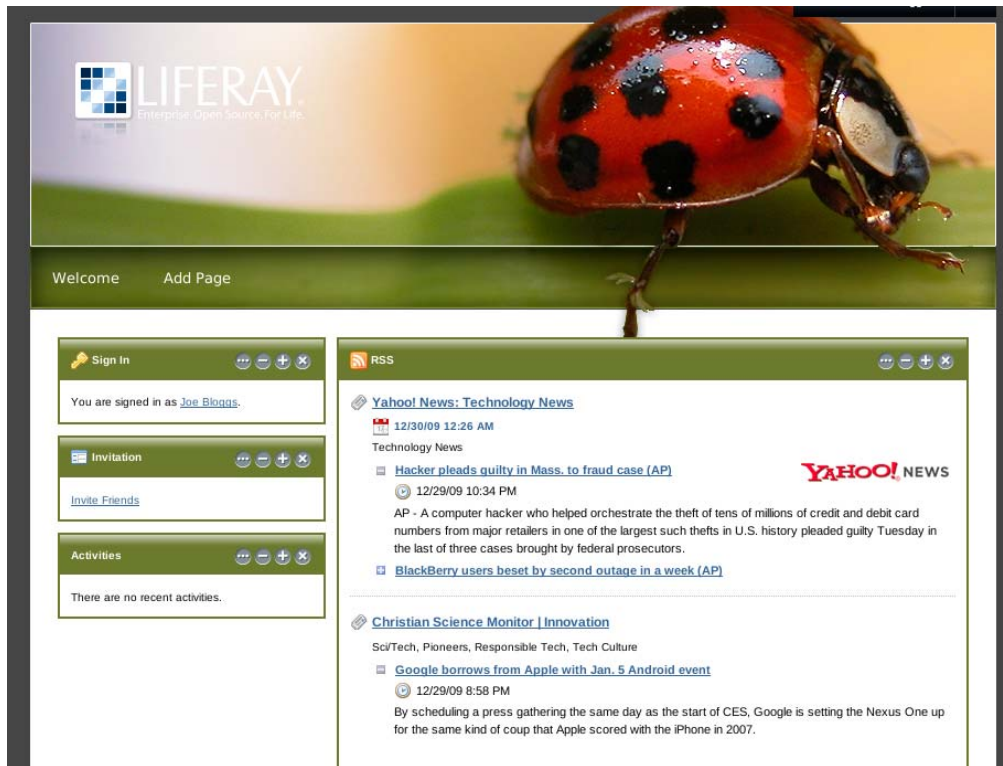 LIFERAY.
Enterprise. Open Source. For Life.
Welcome Add Page
Sign In
You are signed in as Joe Bloggs.
Invitation
Invite Friends
Activities
There are no recent activities.
RSS
Yahoo! News: Technology News
12/30/09 12:26 AM
Technology News
YAHOO! NEWS
Hacker pleads guilty in Mass. to fraud case (AP)
12/29/09 10:34 PM
AP - A computer hacker who helped orchestrate the theft of tens of millions of credit and debit card
numbers from major retailers in one of the largest such thefts in U.S. history pleaded guilty Tuesday in
the last of three cases brought by federal prosecutors.
BlackBerry users beset by second outage in a week (AP)
Christian Science Monitor | Innovation
Sci/Tech, Pioneers, Responsible Tech, Tech Culture
Google borrows from Apple with Jan. 5 Android event
12/29/09 8:58 PM
By scheduling a press gathering the same day as the start of CES, Google is setting the Nexus One up
for the same kind of coup that Apple scored with the iPhone in 2007.